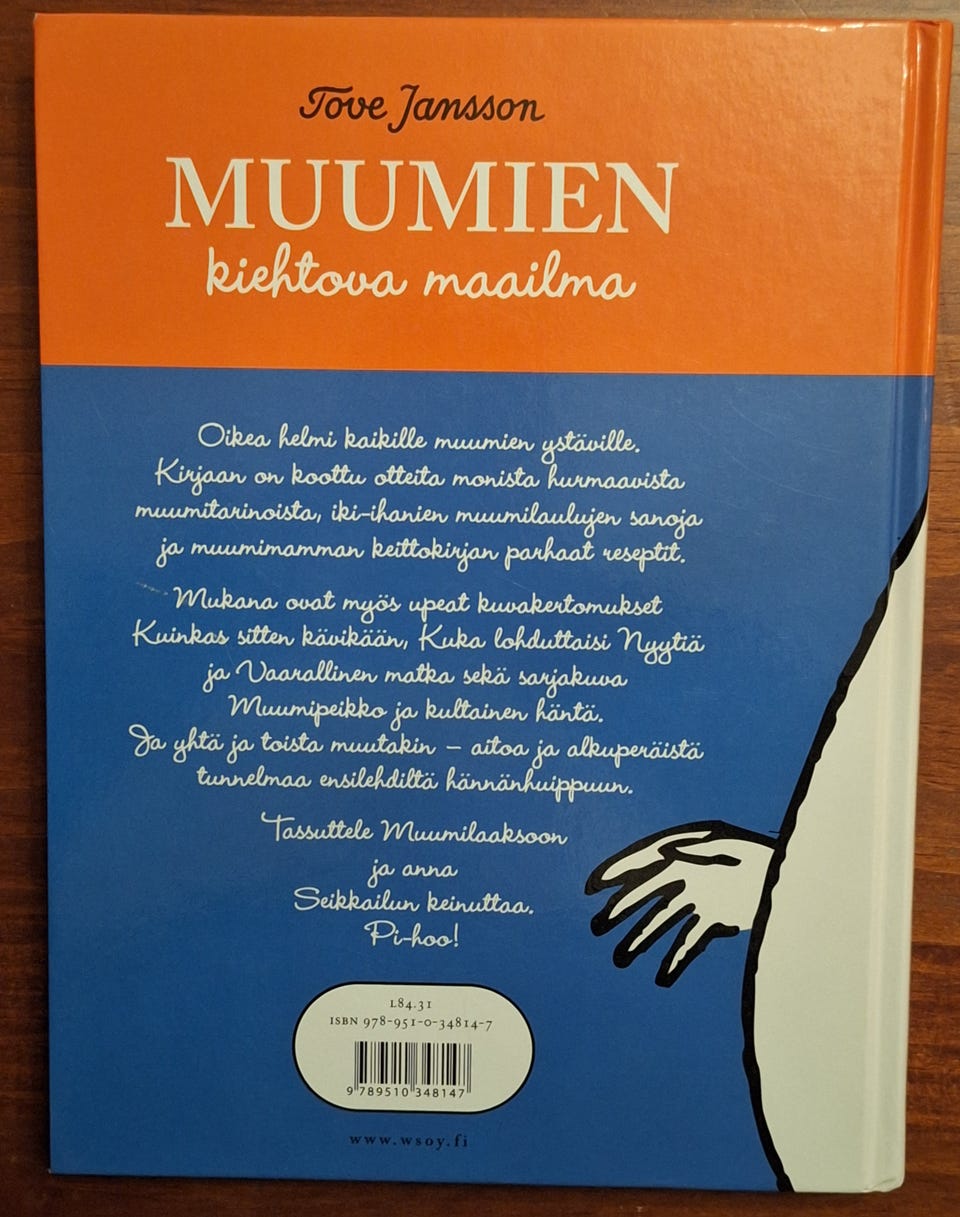 Tove Jansson
MUUMIEN
kiehtova maailma
Oikea helmi kaikille muumien ystäville.
Kirjaan on koottu otteita monista hurmaavista
muumitarinoista, iki-ihanien muumilaulujen sanoja
ja muumimamman keittokirjan parhaat reseptit.
Mukana ovat myös upeat kuvakertomukset
Kuinkas sitten kävikään, Kuka lohduttaisi Nyytiä
ja Vaarallinen matka sekä sarjakuva
Muumipeikko ja kultainen häntä.
Ja yhtä ja toista muutakin – aitoa ja alkuperäistä
tunnelmaa ensilehdiltä hännänhuippuun.
Tassuttele Muumilaaksoon
ja anna
Seikkailun keinuttaa.
Pi-hoo!
L84.31
ISBN 978-951-0-34814-7
9 789510 348147
www.wsoy.fi